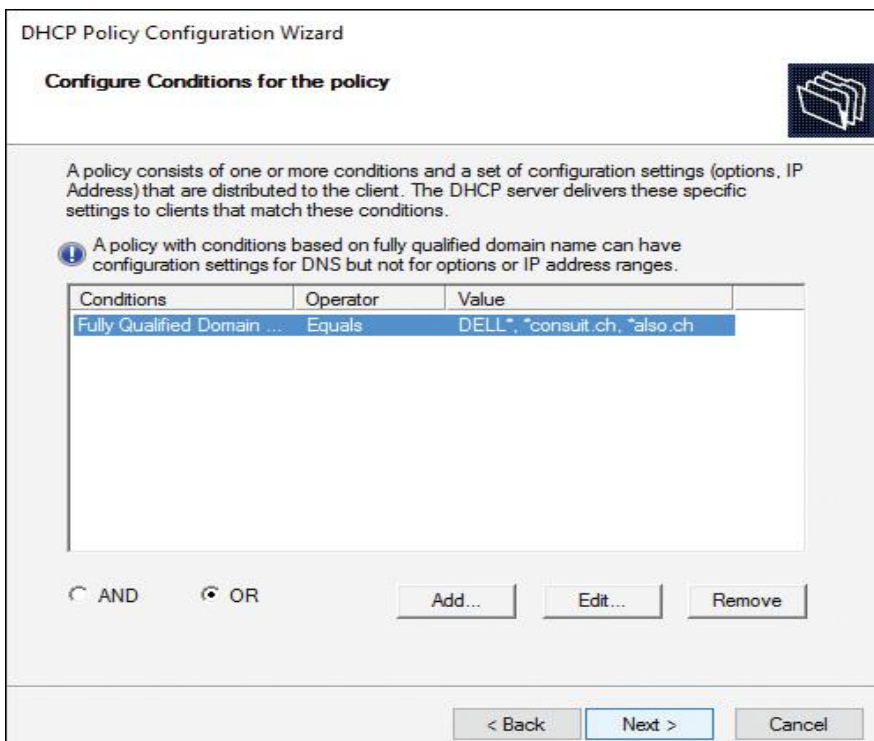 DHCP Policy Configuration Wizard
Configure Conditions for the policy
A policy consists of one or more conditions and a set of configuration settings (options, IP
Address) that are distributed to the client. The DHCP server delivers these specific
settings to clients that match these conditions.
A policy with conditions based on fully qualified domain name can have
configuration settings for DNS but not for options or IP address ranges.
Conditions Operator Value
Fully Qualified Domain ... Equals DELL*, *consuit.ch, *also.ch
AND OR Add... Edit... Remove
< Back Next > Cancel